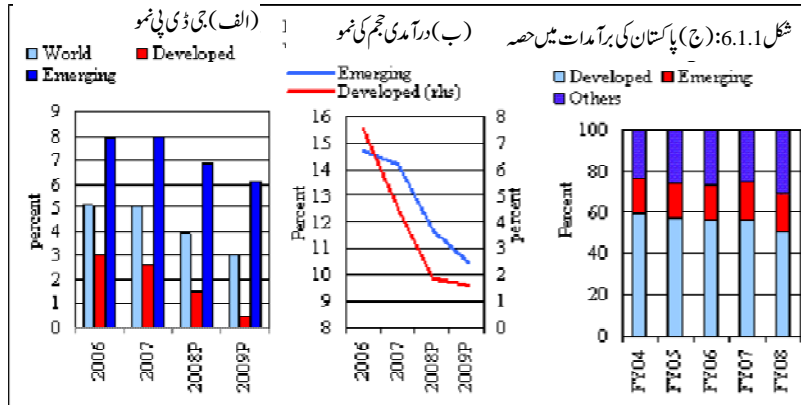 شکل6.1.1: (ج) پاکستان کی برآمدات میں حصہ
(ب) درآمدی حجم کی نمو
(الف) جی ڈی پی نمو
World
Developed
Emerging
9
8
7
6
5
4
3
2
1
0
percent
2006
2007
2008P
2009P
Emerging
Developed (rhs)
16
15
14
13
12
11
10
9
8
Percent
8
7
6
5
4
3
2
1
0
percent
2006
2007
2008P
2009P
Developed
Emerging
Others
100
80
60
40
20
0
Percent
FY04
FY05
FY06
FY07
FY08